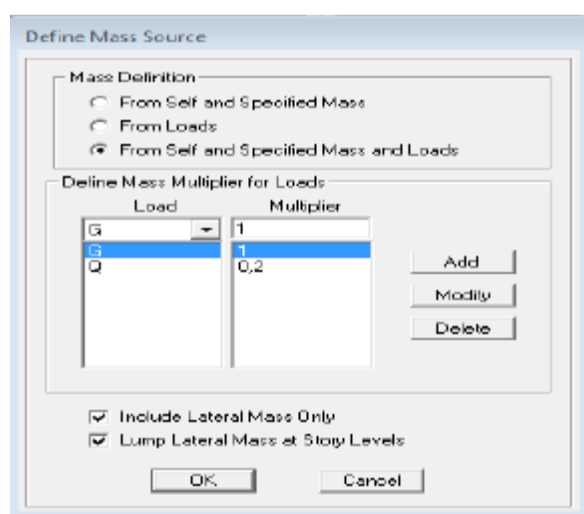 Define Mass Source
Mass Definition
From Self and Specified Mass
From Loads
From Self and Specified Mass and Loads
Define Mass Multiplier for Loads
Load Multiplier
G 1
G 1
Q 0,2
Add
Modify
Delete
Include Lateral Mass Only
Lump Lateral Mass at Story Levels
OK Cancel